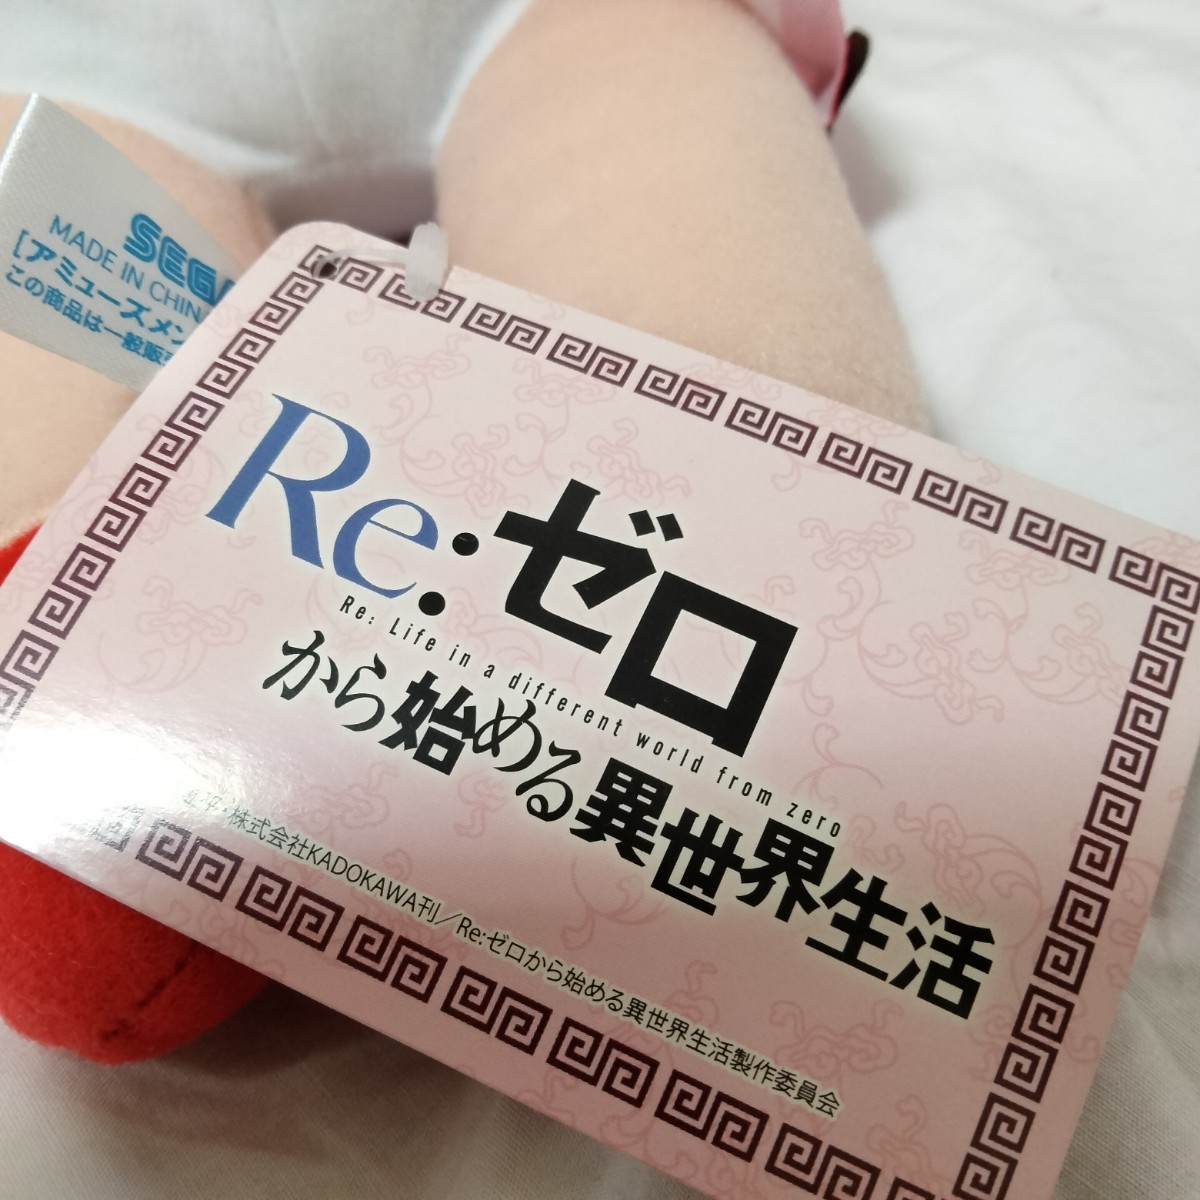 SEGA
MADE IN CHINA
[アミューズメン
この商品は一般販
Re:ゼロ
Re: Life in a different world from zero
から始める異世界生活
株式会社KADOKAWA刊／Re:ゼロから始める異世界生活製作委員会